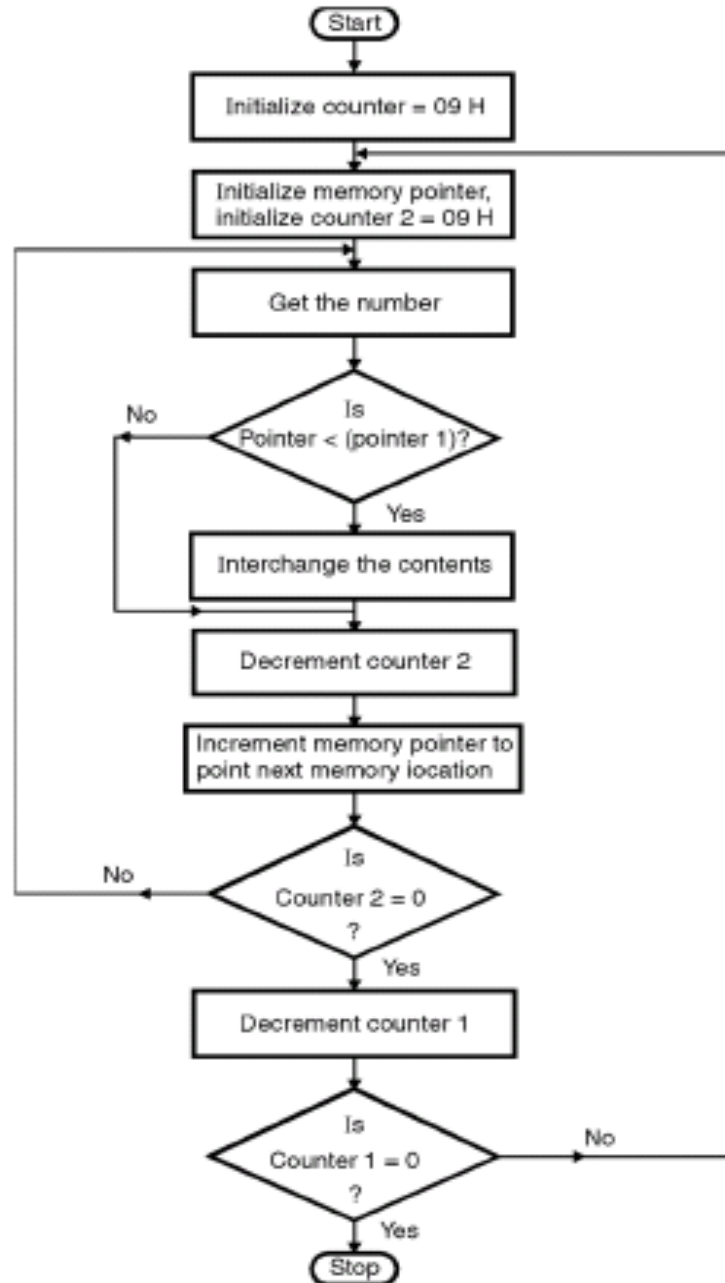 Start
Initialize counter = 09 H
Initialize memory pointer,
initialize counter 2 = 09 H
Get the number
Is
Pointer < (pointer 1)?
No
Yes
Interchange the contents
Decrement counter 2
Increment memory pointer to
point next memory location
Is
Counter 2 = 0
?
No
Yes
Decrement counter 1
Is
Counter 1 = 0
?
No
Yes
Stop